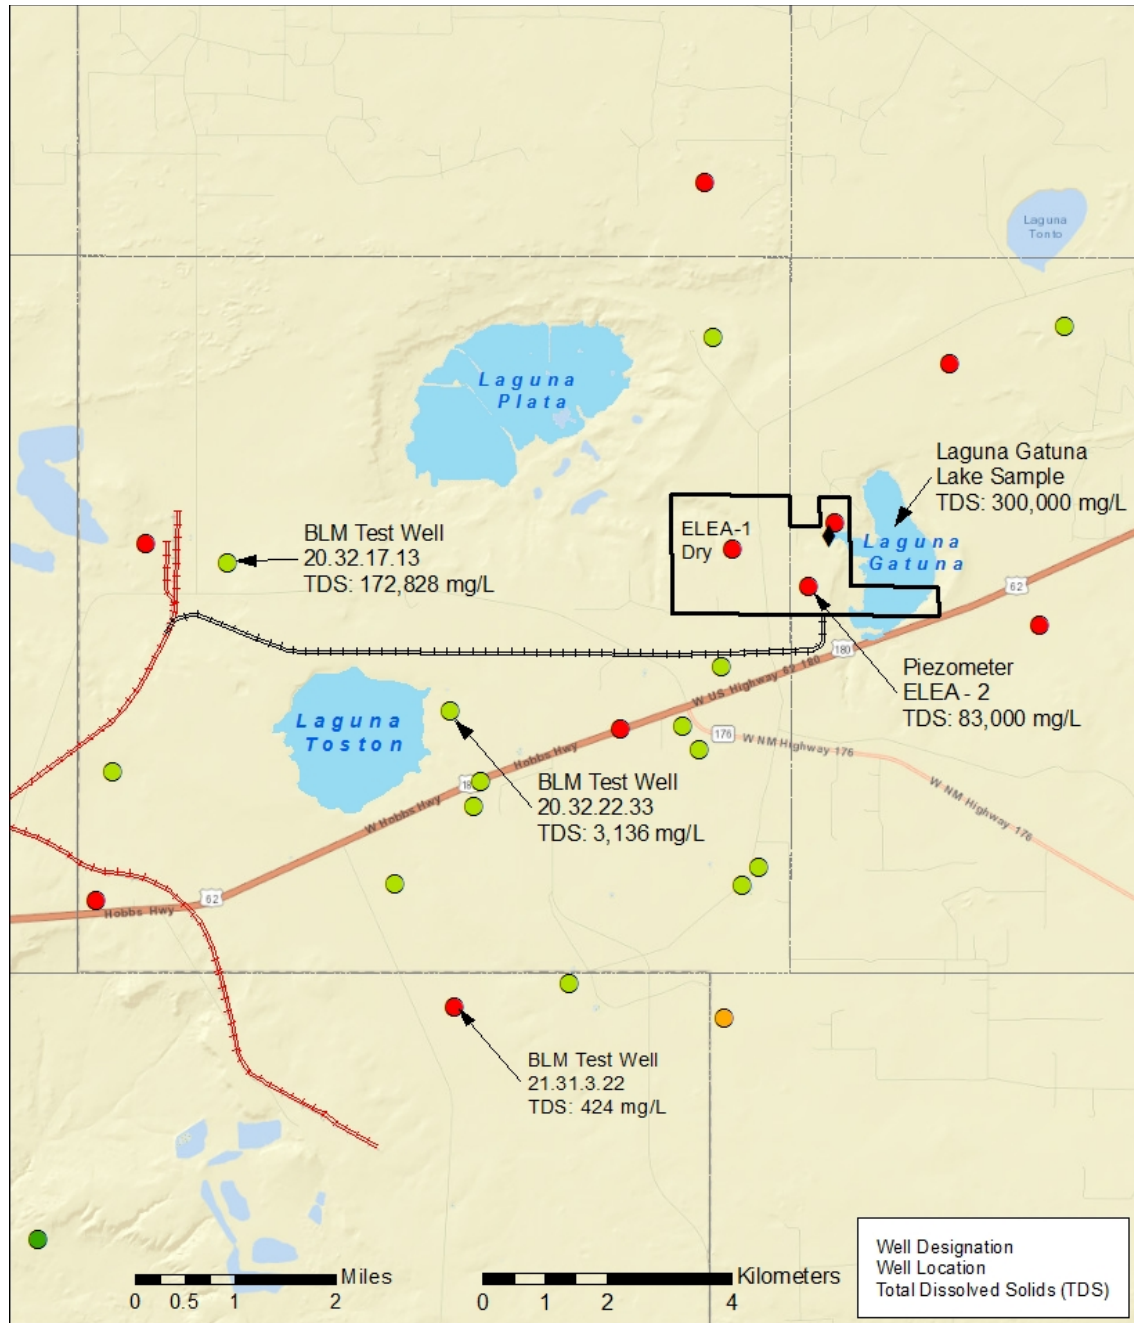 Laguna
Tonto
Laguna
Plata
Laguna Gatuna
Lake Sample
TDS: 300,000 mg/L
BLM Test Well
20.32.17.13
TDS: 172,828 mg/L
ELEA-1
Dry
Laguna
Gatuna
62
180
W US Highway 62 180
Piezometer
ELEA - 2
TDS: 83,000 mg/L
Laguna
Toston
176
W NM Highway 176
W NM Highway 176
Hobbs Hwy
BLM Test Well
20.32.22.33
TDS: 3,136 mg/L
W Hobbs Hwy
62
Hobbs Hwy
BLM Test Well
21.31.3.22
TDS: 424 mg/L
Well Designation
Well Location
Total Dissolved Solids (TDS)
Miles
0 0.5 1 2
Kilometers
0 1 2 4